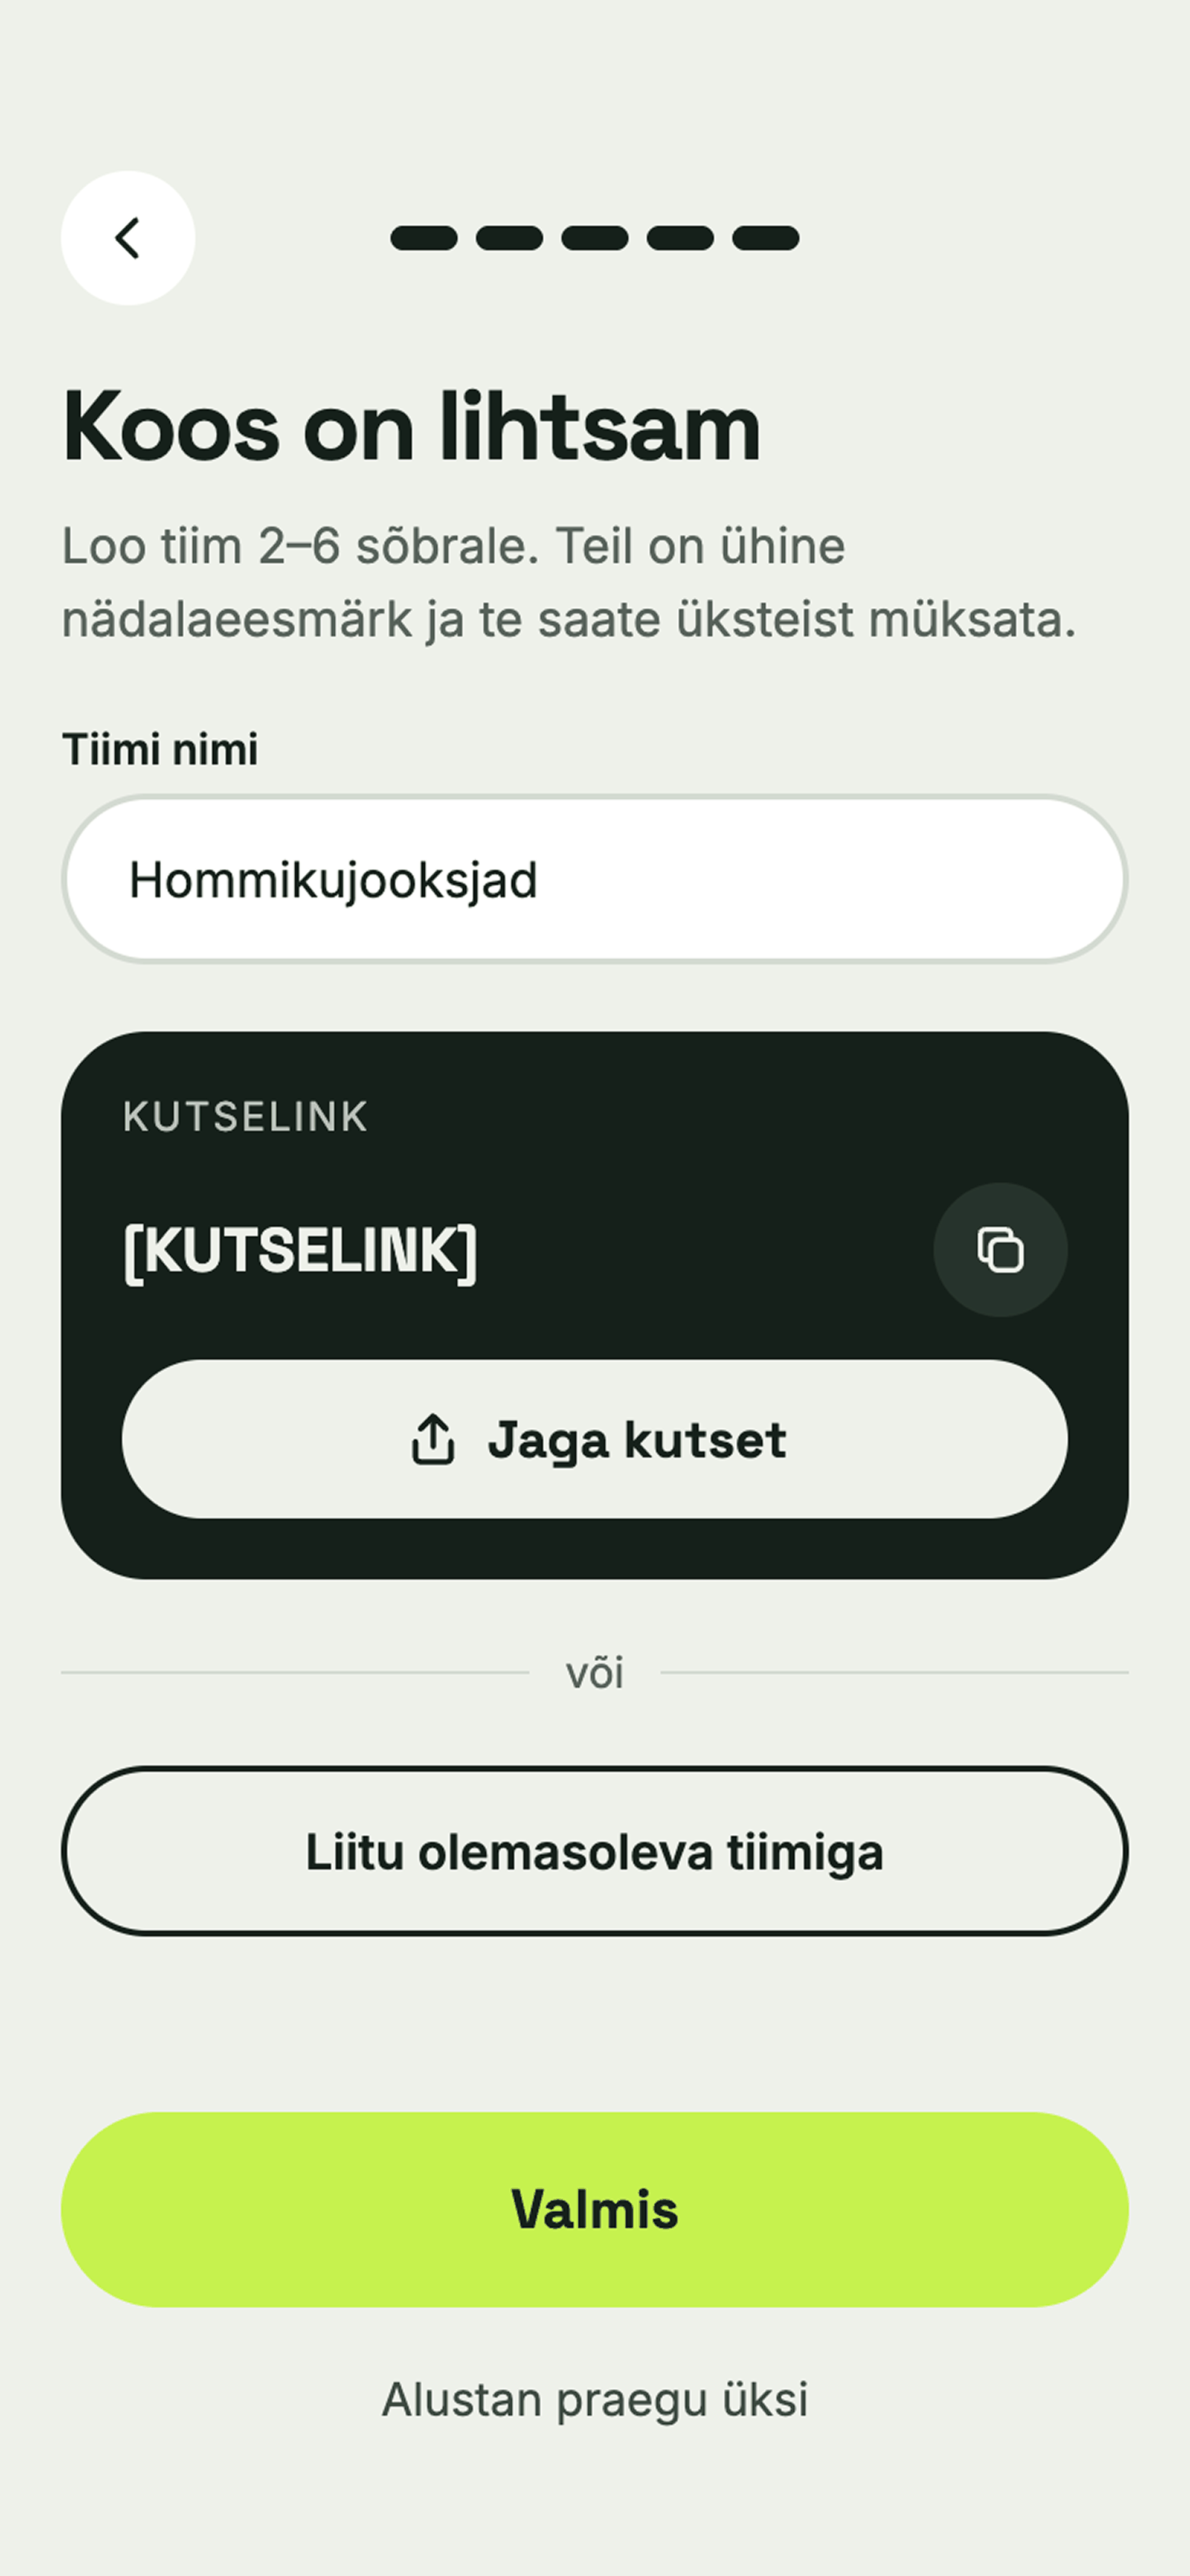 Koos on lihtsam
Loo tiim 2–6 sõbrale. Teil on ühine
nädalaeesmärk ja te saate üksteist müksata.
Tiimi nimi
Hommikujooksjad
KUTSELINK
[KUTSELINK]
Jaga kutset
või
Liitu olemasoleva tiimiga
Valmis
Alustan praegu üksi